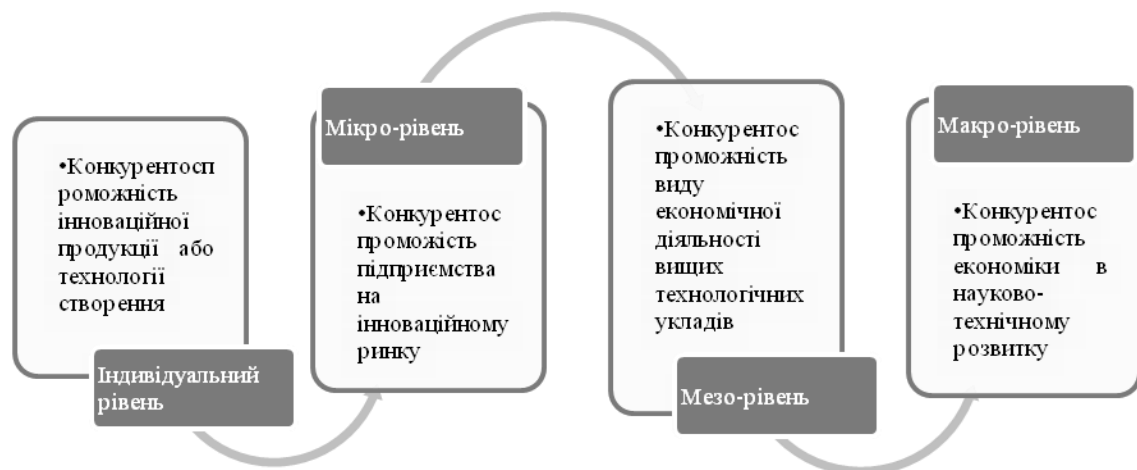 •Конкурентосп
роможність
інноваційної
продукції або
технології
створення
Індивідуальний
рівень
Мікро-рівень
•Конкурентос
проможість
підприємства
на
інноваційному
ринку
•Конкурентос
проможність
виду
економічної
діяльності
вищих
технологічних
укладів
Мезо-рівень
Макро-рівень
•Конкурентос
проможність
економіки в
науково-
технічному
розвитку